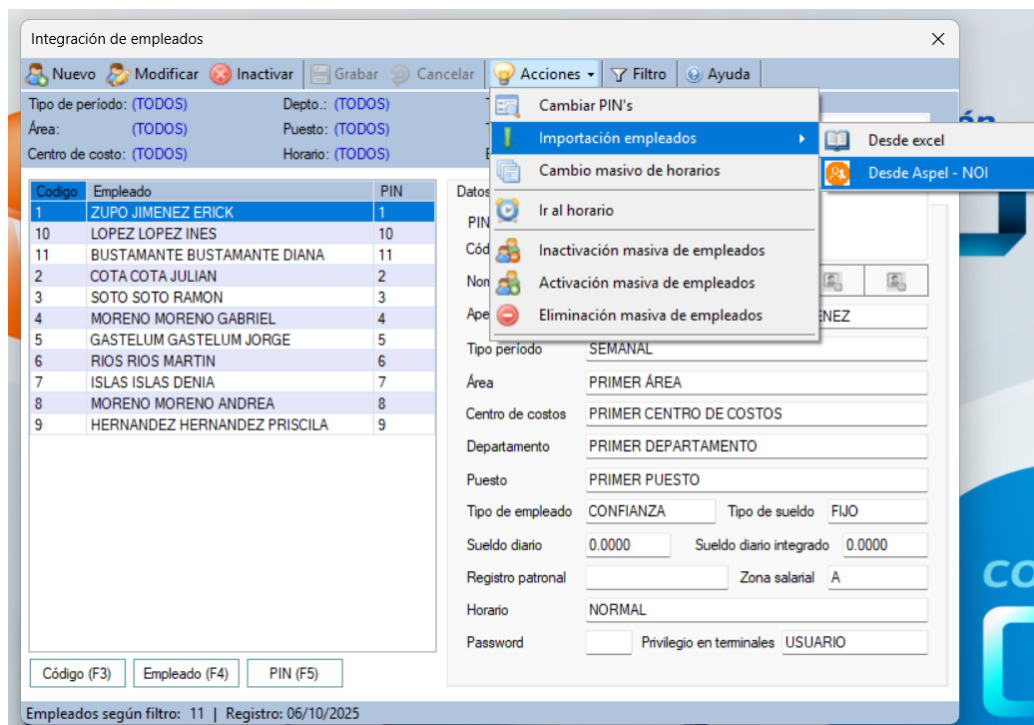 Integración de empleados
Nuevo Modificar Inactivar Grabar Cancelar Acciones Filtro Ayuda
Tipo de período: (TODOS) Depto.: (TODOS)
Área: (TODOS) Puesto: (TODOS)
Centro de costo: (TODOS) Horario: (TODOS)
Cambiar PIN's
Importación empleados
Cambio masivo de horarios
Ir al horario
Inactivación masiva de empleados
Activación masiva de empleados
Eliminación masiva de empleados
Desde excel
Desde Aspel - NOI
Codigo Empleado PIN
1 ZUPO JIMENEZ ERICK 1
10 LOPEZ LOPEZ INES 10
11 BUSTAMANTE BUSTAMANTE DIANA 11
2 COTA COTA JULIAN 2
3 SOTO SOTO RAMON 3
4 MORENO MORENO GABRIEL 4
5 GASTELUM GASTELUM JORGE 5
6 RIOS RIOS MARTIN 6
7 ISLAS ISLAS DENIA 7
8 MORENO MORENO ANDREA 8
9 HERNANDEZ HERNANDEZ PRISCILA 9
Datos
PIN
Cód
Nom
Ape NEZ
Tipo período SEMANAL
Área PRIMER ÁREA
Centro de costos PRIMER CENTRO DE COSTOS
Departamento PRIMER DEPARTAMENTO
Puesto PRIMER PUESTO
Tipo de empleado CONFIANZA Tipo de sueldo FIJO
Sueldo diario 0.0000 Sueldo diario integrado 0.0000
Registro patronal Zona salarial A
Horario NORMAL
Password Privilegio en terminales USUARIO
Código (F3) Empleado (F4) PIN (F5)
Empleados según filtro: 11 | Registro: 06/10/2025